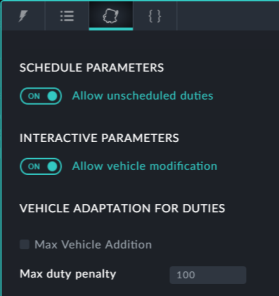 { }
SCHEDULE PARAMETERS
ON Allow unscheduled duties
INTERACTIVE PARAMETERS
ON Allow vehicle modification
VEHICLE ADAPTATION FOR DUTIES
Max Vehicle Addition
Max duty penalty 100